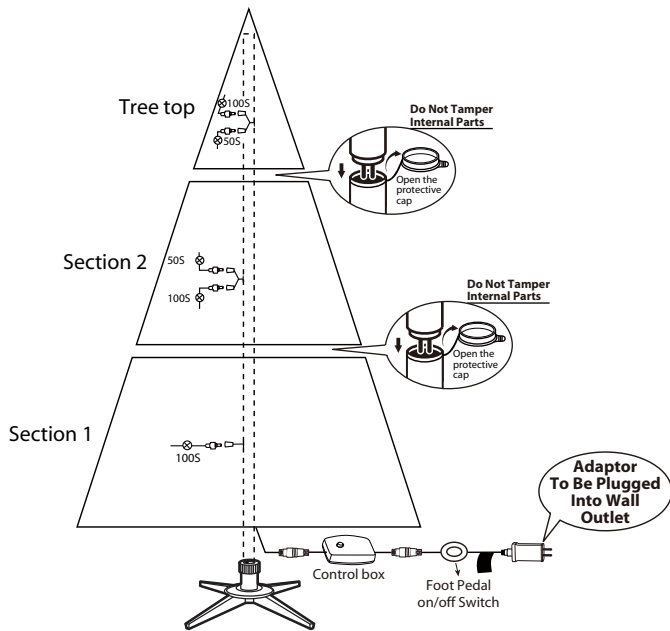 Tree top
100S
50S
Do Not Tamper
Internal Parts
Open the
protective
cap
Section 2
50S
100S
Do Not Tamper
Internal Parts
Open the
protective
cap
Section 1
100S
Adaptor
To Be Plugged
Into Wall
Outlet
Control box
Foot Pedal
on/off Switch